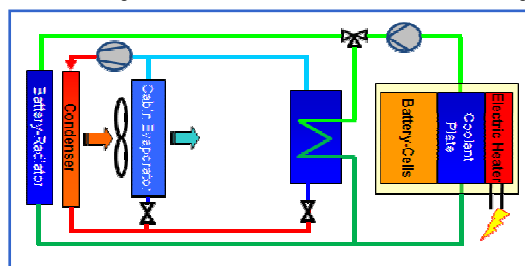 Battery-Radiator
Condenser
Cabin Evaporator
Battery-Cells
Coolant
Plate
Electric Heater